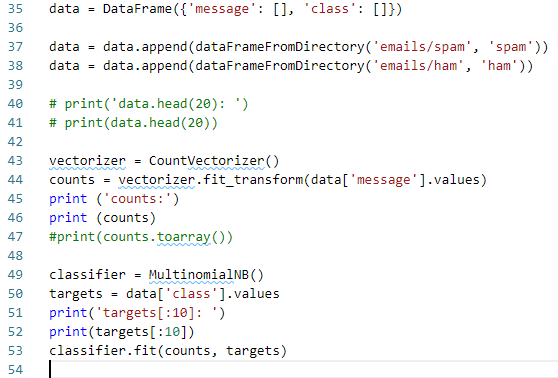 35 data = DataFrame({'message': [], 'class': []})
36
37 data = data.append(dataFrameFromDirectory('emails/spam', 'spam'))
38 data = data.append(dataFrameFromDirectory('emails/ham', 'ham'))
39
40 # print('data.head(20): ')
41 # print(data.head(20))
42
43 vectorizer = CountVectorizer()
44 counts = vectorizer.fit_transform(data['message'].values)
45 print ('counts:')
46 print (counts)
47 #print(counts.toarray())
48
49 classifier = MultinomialNB()
50 targets = data['class'].values
51 print('targets[:10]: ')
52 print(targets[:10])
53 classifier.fit(counts, targets)
54